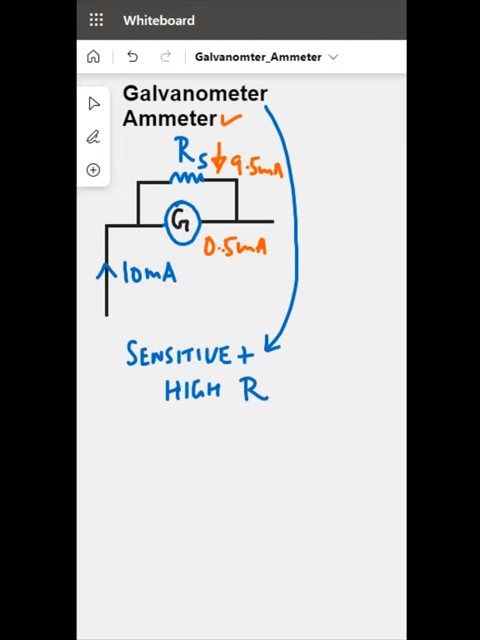 Whiteboard
Galvanomter_Ammeter
Galvanometer
Ammeter
Rs
9.5mA
G
0.5mA
10mA
SENSITIVE +
HIGH R